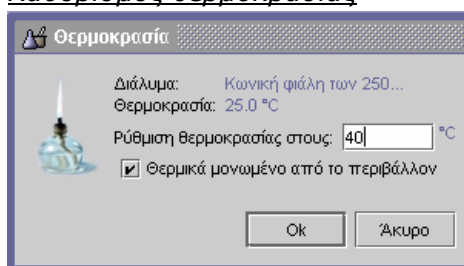 Καθορισμός θερμοκρασίας
Θερμοκρασία
Διάλυμα: Κωνική φιάλη των 250...
Θερμοκρασία: 25.0 °C
Ρύθμιση θερμοκρασίας στους: 40 °C
Θερμικά μονωμένο από το περιβάλλον
Ok Άκυρο